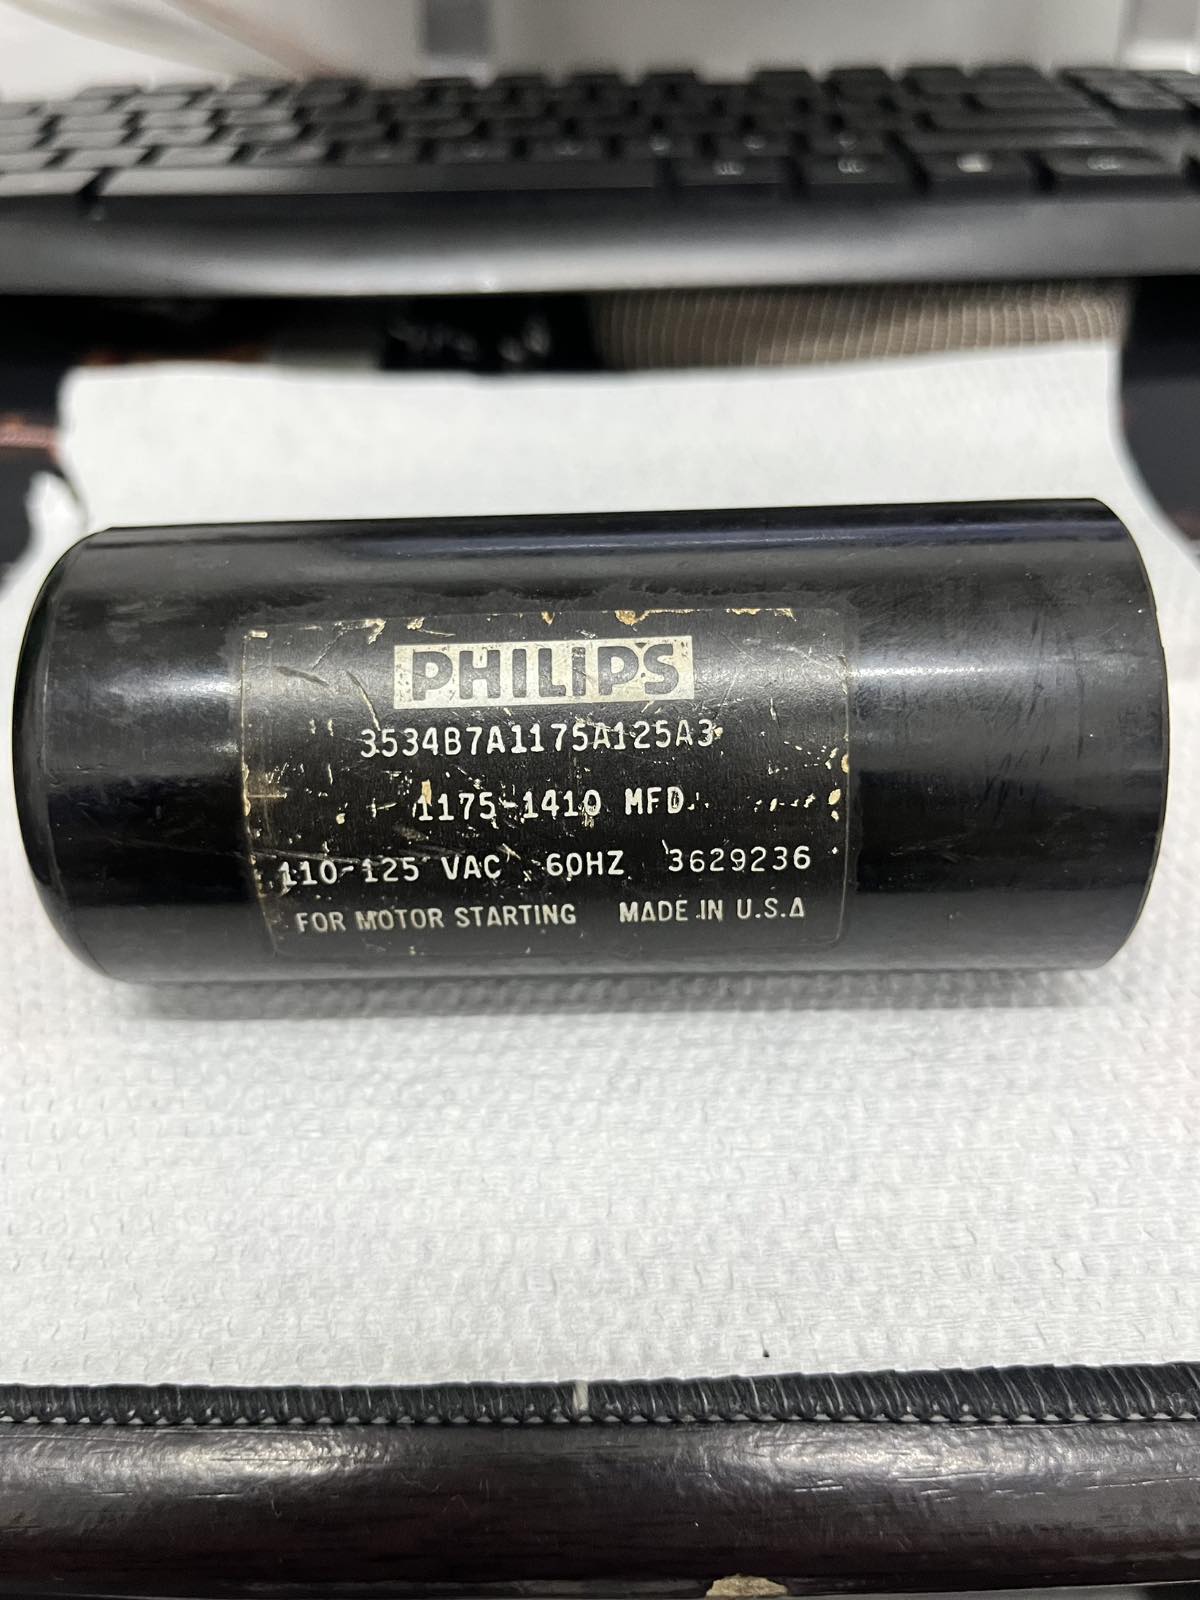 PHILIPS
3534B7A1175A125A3
1175-1410 MFD.
110-125 VAC 60HZ 3629236
FOR MOTOR STARTING MADE IN U.S.A